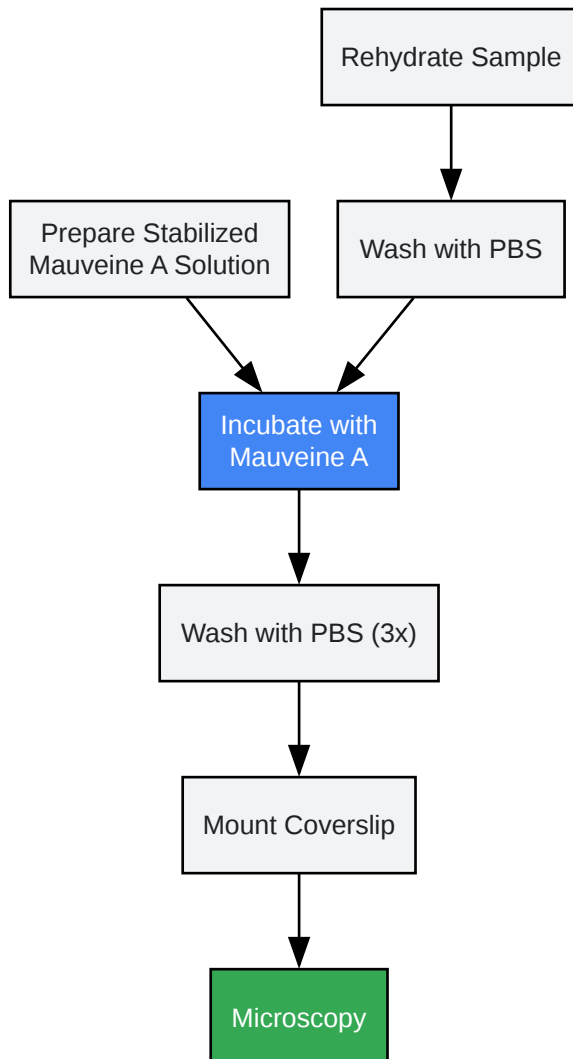 Rehydrate Sample
Prepare Stabilized
Mauveine A Solution
Wash with PBS
Incubate with
Mauveine A
Wash with PBS (3x)
Mount Coverslip
Microscopy